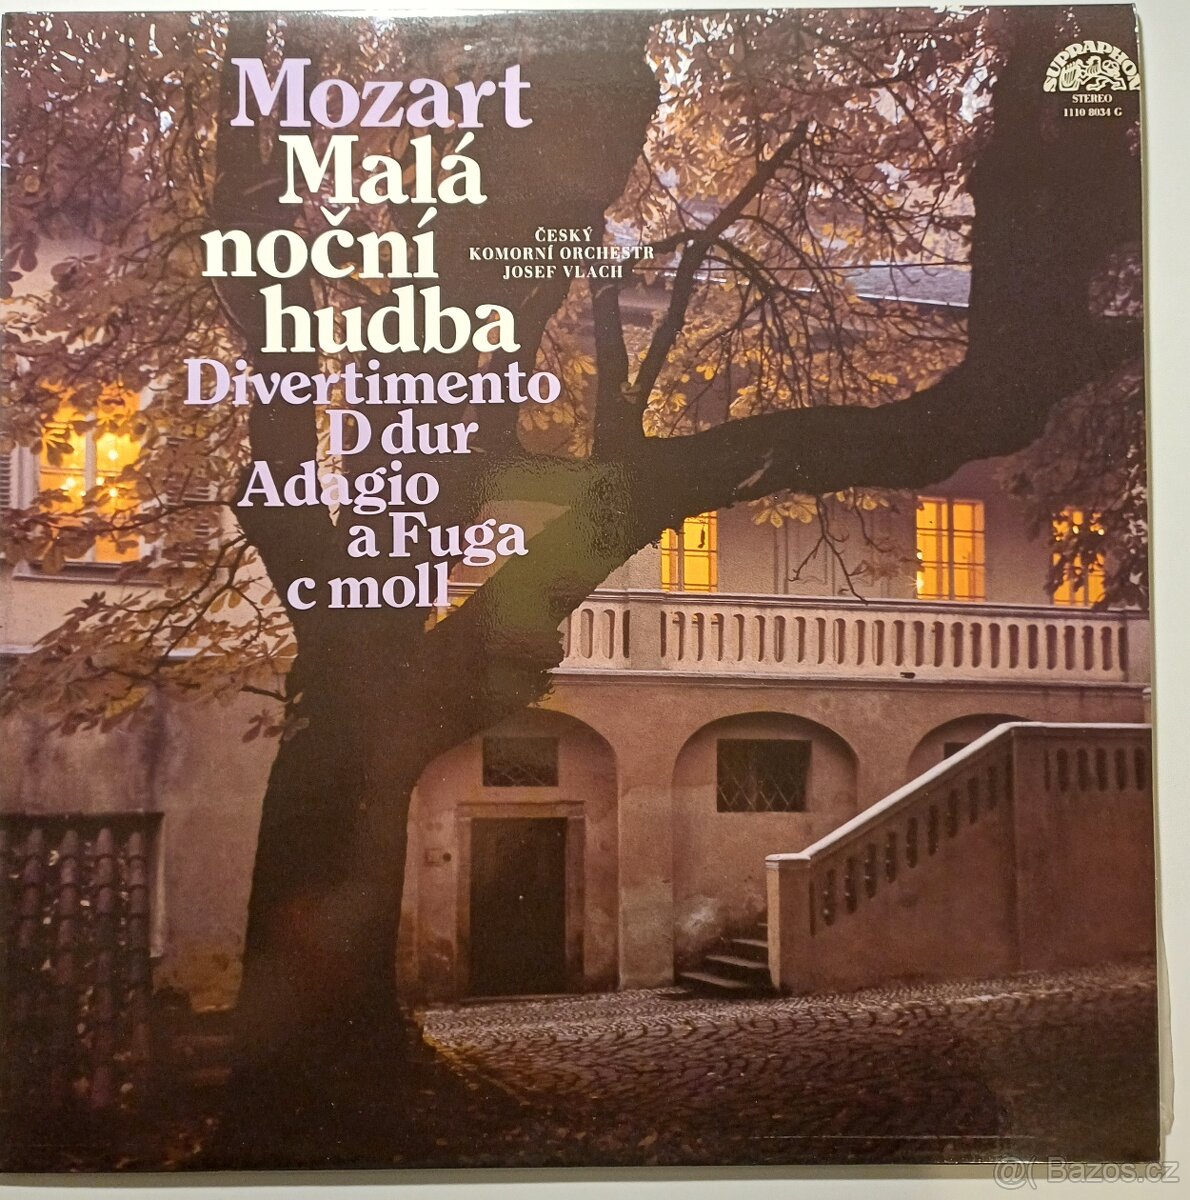 Mozart
Malá
noční
hudba
Divertimento
D dur
Adagio
a Fuga
c moll
ČESKÝ
KOMORNÍ ORCHESTR
JOSEF VLACH
SUPRAPHON
STEREO
1110 8034 G
@( Bazos.cz